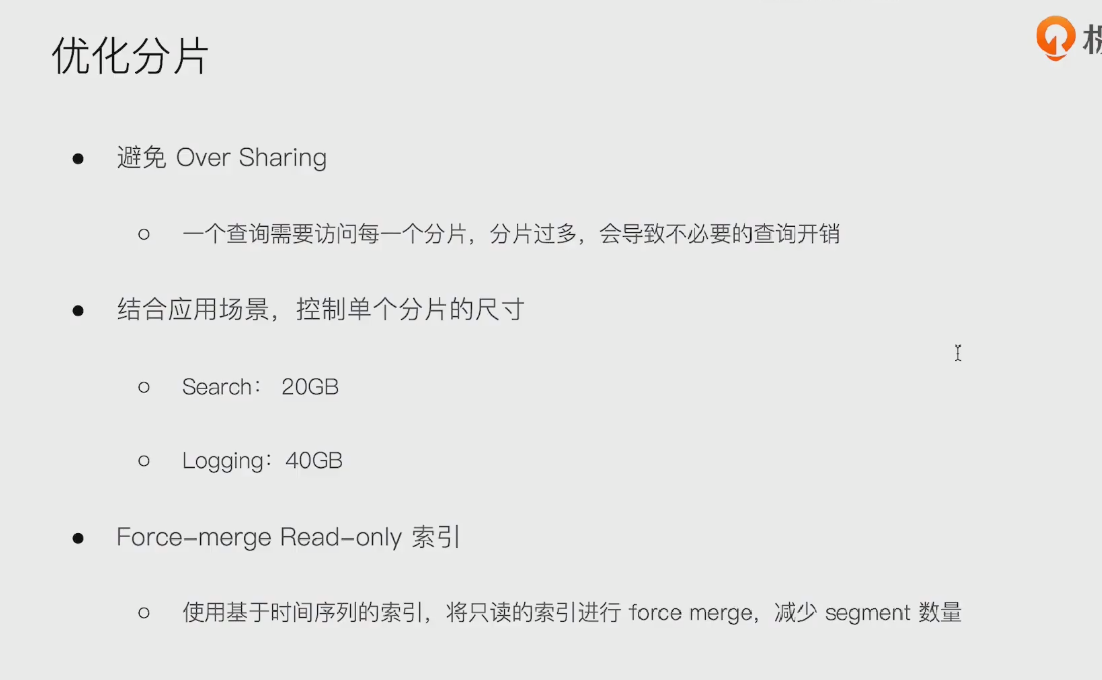 优化分片
避免 Over Sharing
一个查询需要访问每一个分片，分片过多，会导致不必要的查询开销
结合应用场景，控制单个分片的尺寸
Search： 20GB
Logging：40GB
Force-merge Read-only 索引
使用基于时间序列的索引，将只读的索引进行 force merge，减少 segment 数量